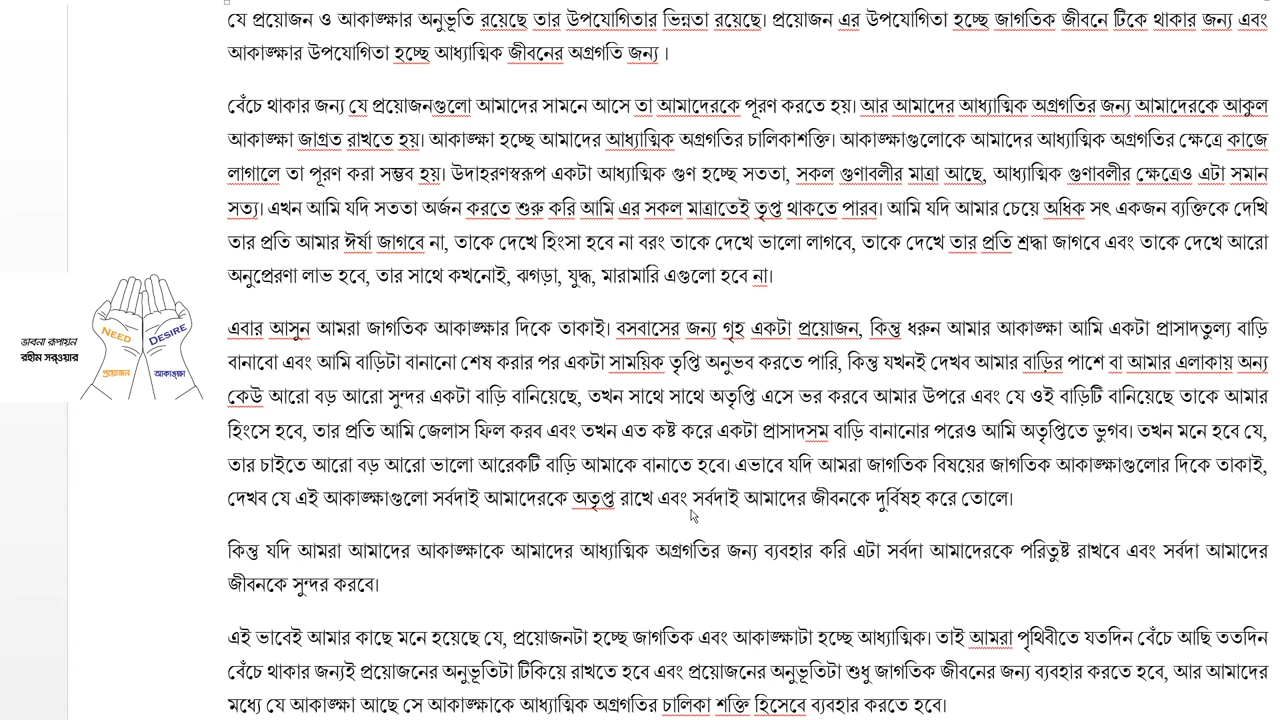 যে প্রয়োজন ও আকাঙ্ক্ষার অনুভূতি রয়েছে তার উপযোগিতার ভিন্নতা রয়েছে। প্রয়োজন এর উপযোগিতা হচ্ছে জাগতিক জীবনে টিকে থাকার জন্য এবং
আকাঙ্ক্ষার উপযোগিতা হচ্ছে আধ্যাত্মিক জীবনের অগ্রগতি জন্য ।
বেঁচে থাকার জন্য যে প্রয়োজনগুলো আমাদের সামনে আসে তা আমাদেরকে পূরণ করতে হয়। আর আমাদের আধ্যাত্মিক অগ্রগতির জন্য আমাদেরকে আকুল
আকাঙ্ক্ষা জাগ্রত রাখতে হয়। আকাঙ্ক্ষা হচ্ছে আমাদের আধ্যাত্মিক অগ্রগতির চালিকাশক্তি। আকাঙ্ক্ষাগুলোকে আমাদের আধ্যাত্মিক অগ্রগতির ক্ষেত্রে কাজে
লাগালে তা পূরণ করা সম্ভব হয়। উদাহরণস্বরূপ একটা আধ্যাত্মিক গুণ হচ্ছে সততা, সকল গুণাবলীর মাত্রা আছে, আধ্যাত্মিক গুণাবলীর ক্ষেত্রেও এটা সমান
সত্য। এখন আমি যদি সততা অর্জন করতে শুরু করি আমি এর সকল মাত্রাতেই তৃপ্ত থাকতে পারব। আমি যদি আমার চেয়ে অধিক সৎ একজন ব্যক্তিকে দেখি
তার প্রতি আমার ঈর্ষা জাগবে না, তাকে দেখে হিংসা হবে না বরং তাকে দেখে ভালো লাগবে, তাকে দেখে তার প্রতি শ্রদ্ধা জাগবে এবং তাকে দেখে আরো
অনুপ্রেরণা লাভ হবে, তার সাথে কখনোই, ঝগড়া, যুদ্ধ, মারামারি এগুলো হবে না।
এবার আসুন আমরা জাগতিক আকাঙ্ক্ষার দিকে তাকাই। বসবাসের জন্য গৃহ একটা প্রয়োজন, কিন্তু ধরুন আমার আকাঙ্ক্ষা আমি একটা প্রাসাদতুল্য বাড়ি
বানাবো এবং আমি বাড়িটা বানানো শেষ করার পর একটা সাময়িক তৃপ্তি অনুভব করতে পারি, কিন্তু যখনই দেখব আমার বাড়ির পাশে বা আমার এলাকায় অন্য
কেউ আরো বড় আরো সুন্দর একটা বাড়ি বানিয়েছে, তখন সাথে সাথে অতৃপ্তি এসে ভর করবে আমার উপরে এবং যে ওই বাড়িটি বানিয়েছে তাকে আমার
হিংসে হবে, তার প্রতি আমি জেলাস ফিল করব এবং তখন এত কষ্ট করে একটা প্রাসাদসম বাড়ি বানানোর পরেও আমি অতৃপ্তিতে ভুগব। তখন মনে হবে যে,
তার চাইতে আরো বড় আরো ভালো আরেকটি বাড়ি আমাকে বানাতে হবে। এভাবে যদি আমরা জাগতিক বিষয়ের জাগতিক আকাঙ্ক্ষাগুলোর দিকে তাকাই,
দেখব যে এই আকাঙ্ক্ষাগুলো সর্বদাই আমাদেরকে অতৃপ্ত রাখে এবং সর্বদাই আমাদের জীবনকে দুর্বিষহ করে তোলে।
কিন্তু যদি আমরা আমাদের আকাঙ্ক্ষাকে আমাদের আধ্যাত্মিক অগ্রগতির জন্য ব্যবহার করি এটা সর্বদা আমাদেরকে পরিতুষ্ট রাখবে এবং সর্বদা আমাদের
জীবনকে সুন্দর করবে।
এই ভাবেই আমার কাছে মনে হয়েছে যে, প্রয়োজনটা হচ্ছে জাগতিক এবং আকাঙ্ক্ষাটা হচ্ছে আধ্যাত্মিক। তাই আমরা পৃথিবীতে যতদিন বেঁচে আছি ততদিন
বেঁচে থাকার জন্যই প্রয়োজনের অনুভূতিটা টিকিয়ে রাখতে হবে এবং প্রয়োজনের অনুভূতিটা শুধু জাগতিক জীবনের জন্য ব্যবহার করতে হবে, আর আমাদের
মধ্যে যে আকাঙ্ক্ষা আছে সে আকাঙ্ক্ষাকে আধ্যাত্মিক অগ্রগতির চালিকা শক্তি হিসেবে ব্যবহার করতে হবে।
ভাবনা রূপায়ন
রহীম সর্ওয়ার
NEED
DESIRE
প্রয়োজন
আকাঙ্ক্ষা